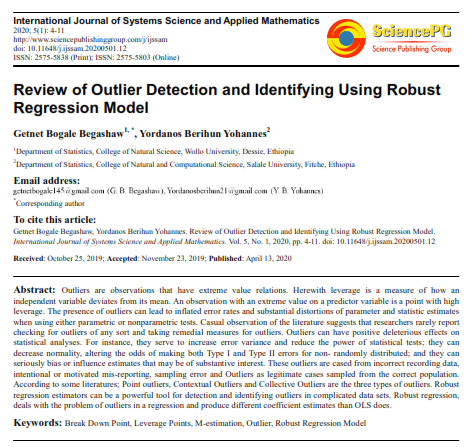 International Journal of Systems Science and Applied Mathematics
2020; 5(1): 4-11
http://www.sciencepublishinggroup.com/j/ijssam
doi: 10.11648/j.ijssam.20200501.12
ISSN: 2575-5838 (Print); ISSN: 2575-5803 (Online)
SciencePG
Science Publishing Group
Review of Outlier Detection and Identifying Using Robust
Regression Model
Getnet Bogale Begashaw1, *, Yordanos Berihun Yohannes2
1Department of Statistics, College of Natural Science, Wollo University, Dessie, Ethiopia
2Department of Statistics, College of Natural and Computational Science, Salale University, Fitche, Ethiopia
Email address:
getnetbogale145@gmail.com (G. B. Begashaw), Yordanosberihun21@gmail.com (Y. B. Yohannes)
*Corresponding author
To cite this article:
Getnet Bogale Begashaw, Yordanos Berihun Yohannes. Review of Outlier Detection and Identifying Using Robust Regression Model.
International Journal of Systems Science and Applied Mathematics. Vol. 5, No. 1, 2020, pp. 4-11. doi: 10.11648/j.ijssam.20200501.12
Received: October 25, 2019; Accepted: November 23, 2019; Published: April 13, 2020
Abstract: Outliers are observations that have extreme value relations. Herewith leverage is a measure of how an
independent variable deviates from its mean. An observation with an extreme value on a predictor variable is a point with high
leverage. The presence of outliers can lead to inflated error rates and substantial distortions of parameter and statistic estimates
when using either parametric or nonparametric tests. Casual observation of the literature suggests that researchers rarely report
checking for outliers of any sort and taking remedial measures for outliers. Outliers can have positive deleterious effects on
statistical analyses. For instance, they serve to increase error variance and reduce the power of statistical tests; they can
decrease normality, altering the odds of making both Type I and Type II errors for non- randomly distributed; and they can
seriously bias or influence estimates that may be of substantive interest. These outliers are cased from incorrect recording data,
intentional or motivated mis-reporting, sampling error and Outliers as legitimate cases sampled from the correct population.
According to some literatures; Point outliers, Contextual Outliers and Collective Outliers are the three types of outliers. Robust
regression estimators can be a powerful tool for detection and identifying outliers in complicated data sets. Robust regression,
deals with the problem of outliers in a regression and produce different coefficient estimates than OLS does.
Keywords: Break Down Point, Leverage Points, M-estimation, Outlier, Robust Regression Model